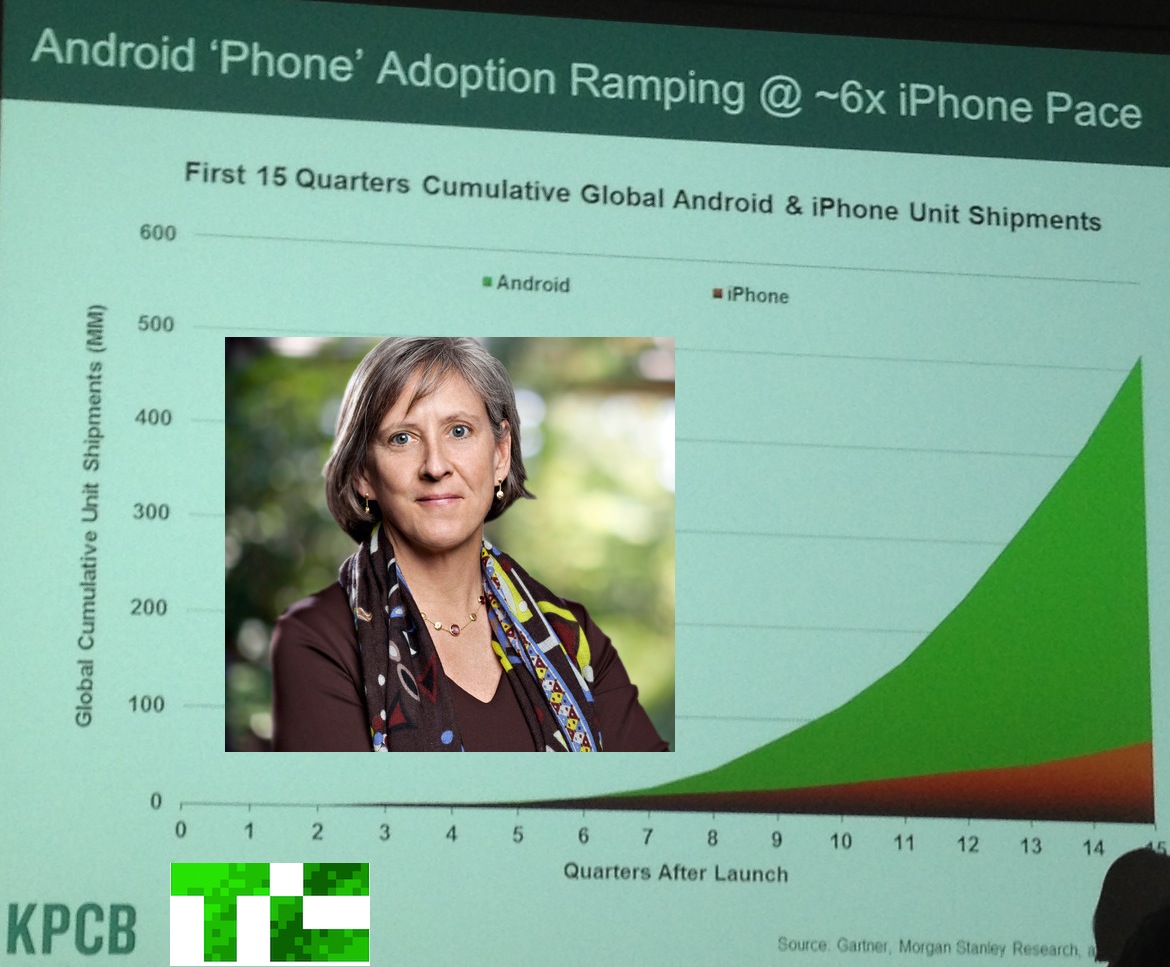 Android ‘Phone’ Adoption Ramping @ ~6x iPhone Pace
First 15 Quarters Cumulative Global Android & iPhone Unit Shipments
600
Android
iPhone
500
400
300
200
100
0
Global Cumulative Unit Shipments (MM)
0 1 2 3 4 5 6 7 8 9 10 11 12 13 14 15
Quarters After Launch
KPCB
TC
Source: Gartner, Morgan Stanley Research,